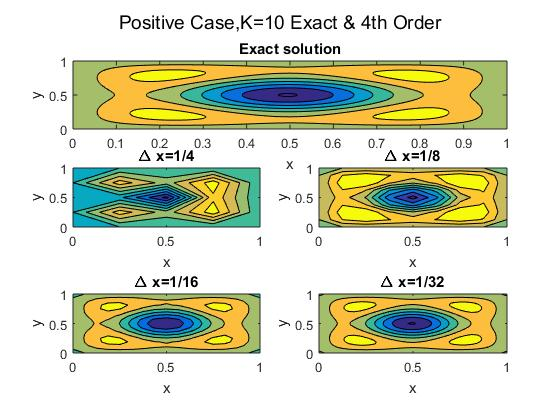 Positive Case,K=10 Exact & 4th Order
Exact solution
1
0.5
0
y
0 0.1 0.2 0.3 0.4 0.5 0.6 0.7 0.8 0.9 1
x
Δ x=1/4
1
0.5
0
y
0 0.5 1
x
Δ x=1/8
1
0.5
0
y
0 0.5 1
x
Δ x=1/16
1
0.5
0
y
0 0.5 1
x
Δ x=1/32
1
0.5
0
y
0 0.5 1
x